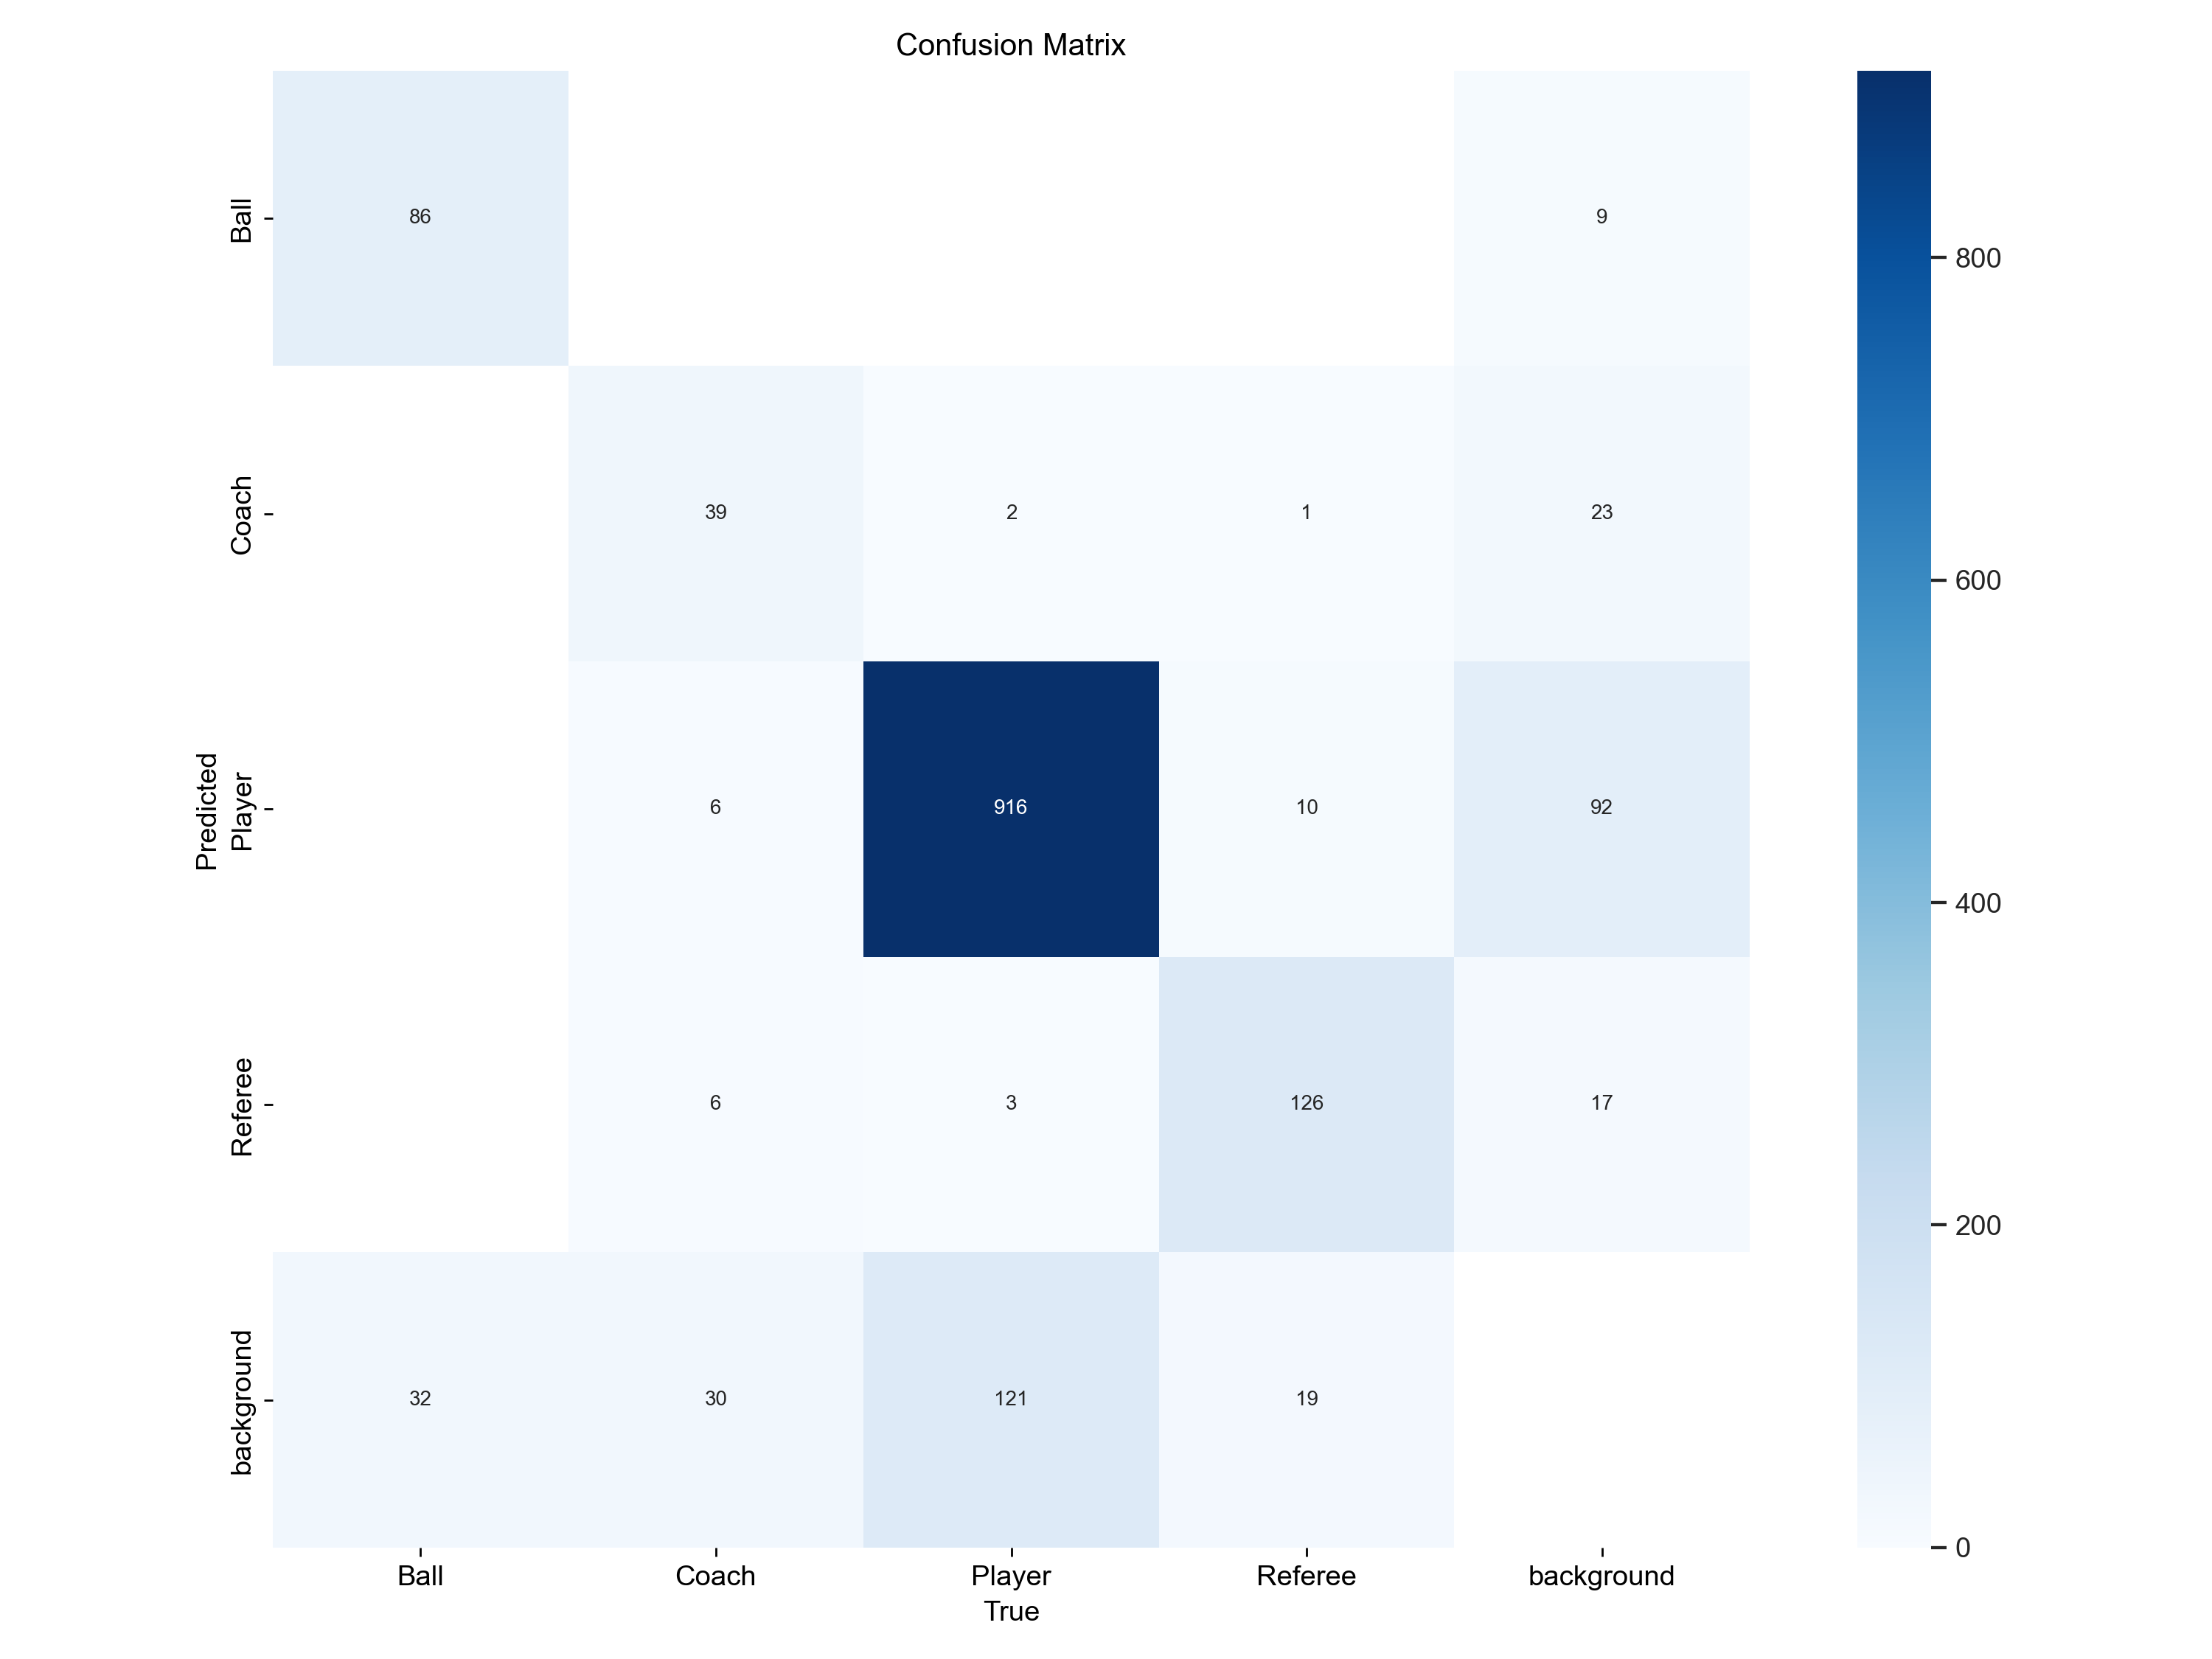 Confusion Matrix
Ball
86
9
800
Coach
39
2
1
23
600
Predicted
Player
6
916
10
92
400
Referee
6
3
126
17
200
background
32
30
121
19
0
Ball
Coach
Player
Referee
background
True